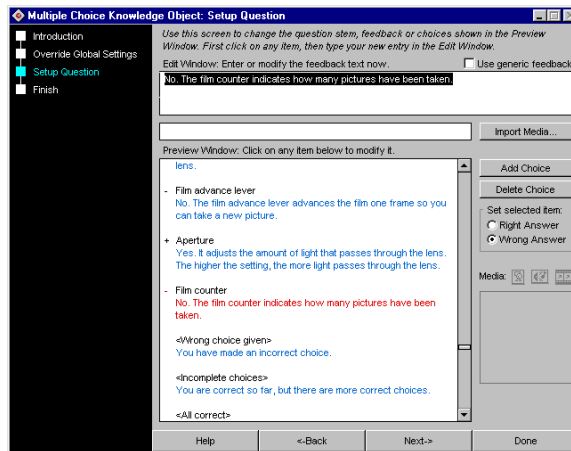 Multiple Choice Knowledge Object: Setup Question
Introduction
Override Global Settings
Setup Question
Finish
Use this screen to change the question stem, feedback or choices shown in the Preview
Window. First click on any item, then type your new entry in the Edit Window.
Edit Window: Enter or modify the feedback text now.
Use generic feedback
No. The film counter indicates how many pictures have been taken.
Import Media...
Preview Window: Click on any item below to modify it.
lens.
- Film advance lever
No. The film advance lever advances the film one frame so you
can take a new picture.
+ Aperture
Yes. It adjusts the amount of light that passes through the lens.
The higher the setting, the more light passes through the lens.
- Film counter
No. The film counter indicates how many pictures have been
taken.
<Wrong choice given>
You have made an incorrect choice.
<Incomplete choices>
You are correct so far, but there are more correct choices.
<All correct>
Add Choice
Delete Choice
Set selected item:
Right Answer
Wrong Answer
Media:
Help
<-Back
Next->
Done